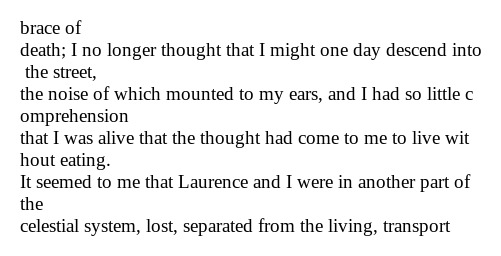 brace of
death; I no longer thought that I might one day descend into
the street,
the noise of which mounted to my ears, and I had so little c
omprehension
that I was alive that the thought had come to me to live wit
hout eating.
It seemed to me that Laurence and I were in another part of
the
celestial system, lost, separated from the living, transport